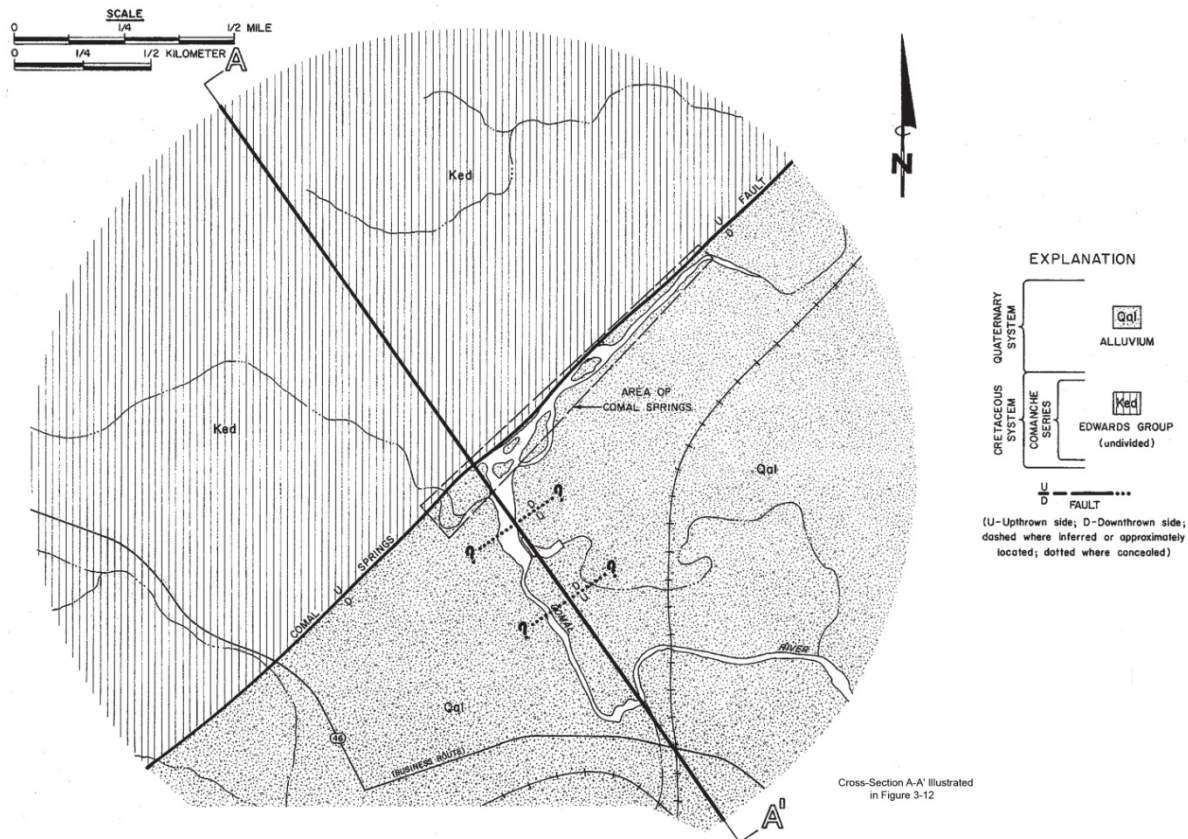 SCALE
0 1/4 1/2 MILE
0 1/4 1/2 KILOMETER
A
N
Ked
FAULT
U
D
EXPLANATION
QUATERNARY SYSTEM
Qal
ALLUVIUM
CRETACEOUS SYSTEM
COMANCHE SERIES
Ked
EDWARDS GROUP
(undivided)
U
D
FAULT
(U-Upthrown side; D-Downthrown side;
dashed where inferred or approximately
located; dotted where concealed)
AREA OF
COMAL SPRINGS
Ked
Qal
? D ?
U
COMAL U SPRINGS
D
? D ?
U
COMAL
RIVER
Qal
46
(BUSINESS ROUTE)
Cross-Section A-A' Illustrated
in Figure 3-12
A'